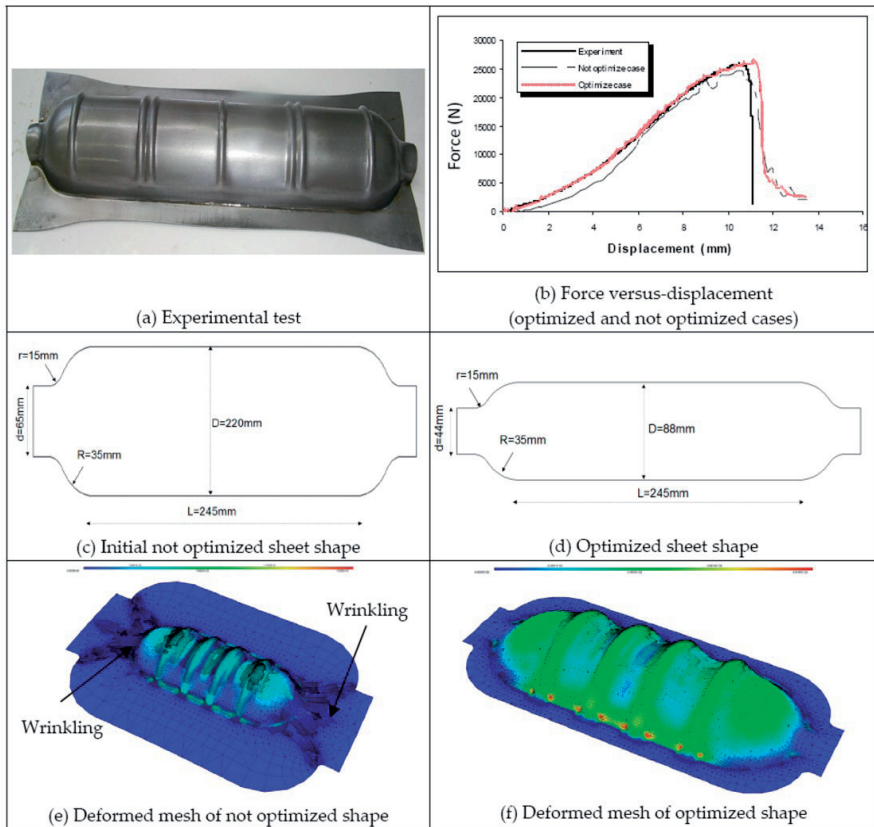 (a) Experimental test
30000
25000
20000
15000
10000
5000
0
Force (N)
Experiment
Not optimize case
Optimize case
0 2 4 6 8 10 12 14 16
Displacement (mm)
(b) Force versus-displacement
(optimized and not optimized cases)
r=15mm
d=65mm
D=220mm
R=35mm
L=245mm
(c) Initial not optimized sheet shape
r=15mm
d=44mm
D=88mm
R=35mm
L=245mm
(d) Optimized sheet shape
Wrinkling
Wrinkling
(e) Deformed mesh of not optimized shape
(f) Deformed mesh of optimized shape